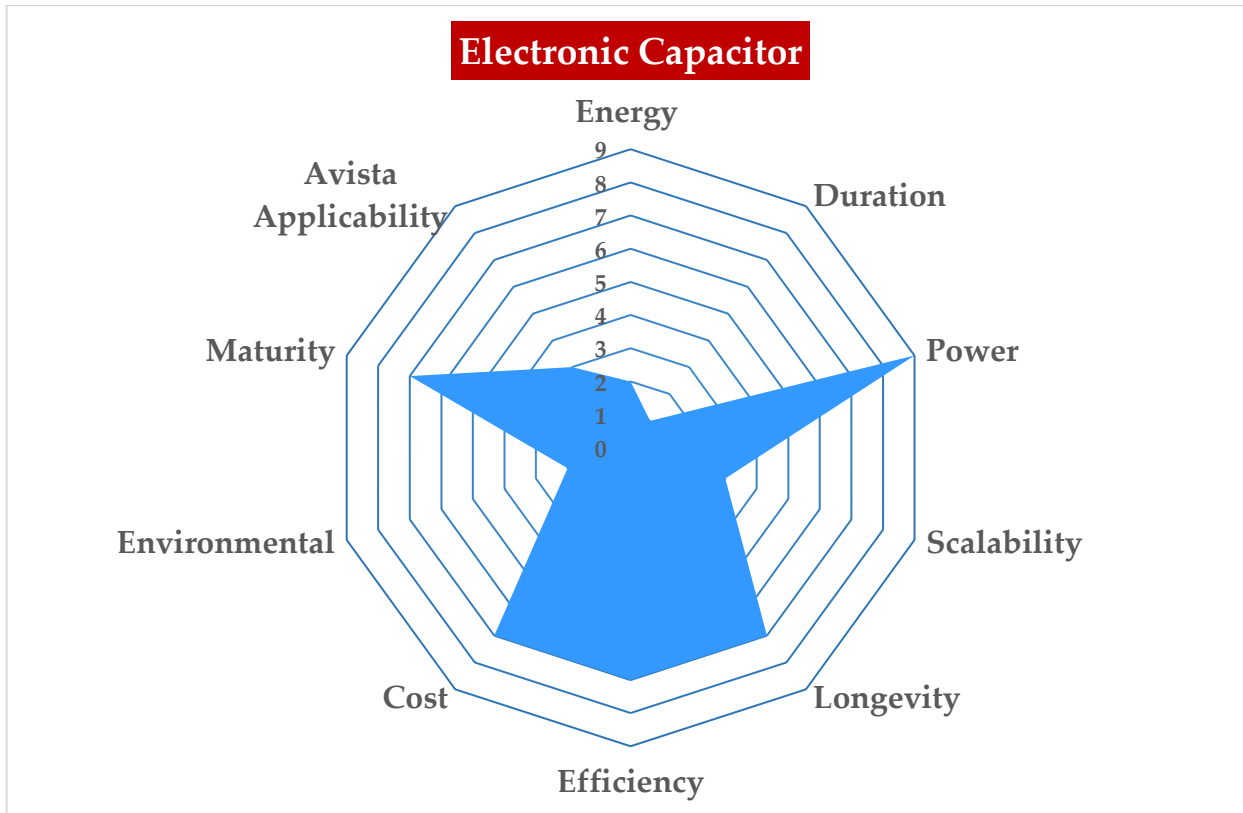 Electronic Capacitor
Energy
9
8
7
6
5
4
3
2
1
0
Duration
Power
Scalability
Longevity
Efficiency
Cost
Environmental
Maturity
Avista
Applicability